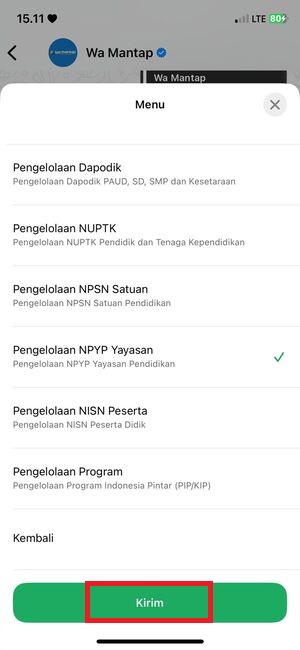 15.11
LTE 80
Wa Mantap
Wa Mantap
Menu
Pengelolaan Dapodik
Pengelolaan Dapodik PAUD, SD, SMP dan Kesetaraan
Pengelolaan NUPTK
Pengelolaan NUPTK Pendidik dan Tenaga Kependidikan
Pengelolaan NPSN Satuan
Pengelolaan NPSN Satuan Pendidikan
Pengelolaan NPYP Yayasan
Pengelolaan NPYP Yayasan Pendidikan
Pengelolaan NISN Peserta
Pengelolaan NISN Peserta Didik
Pengelolaan Program
Pengelolaan Program Indonesia Pintar (PIP/KIP)
Kembali
Kirim